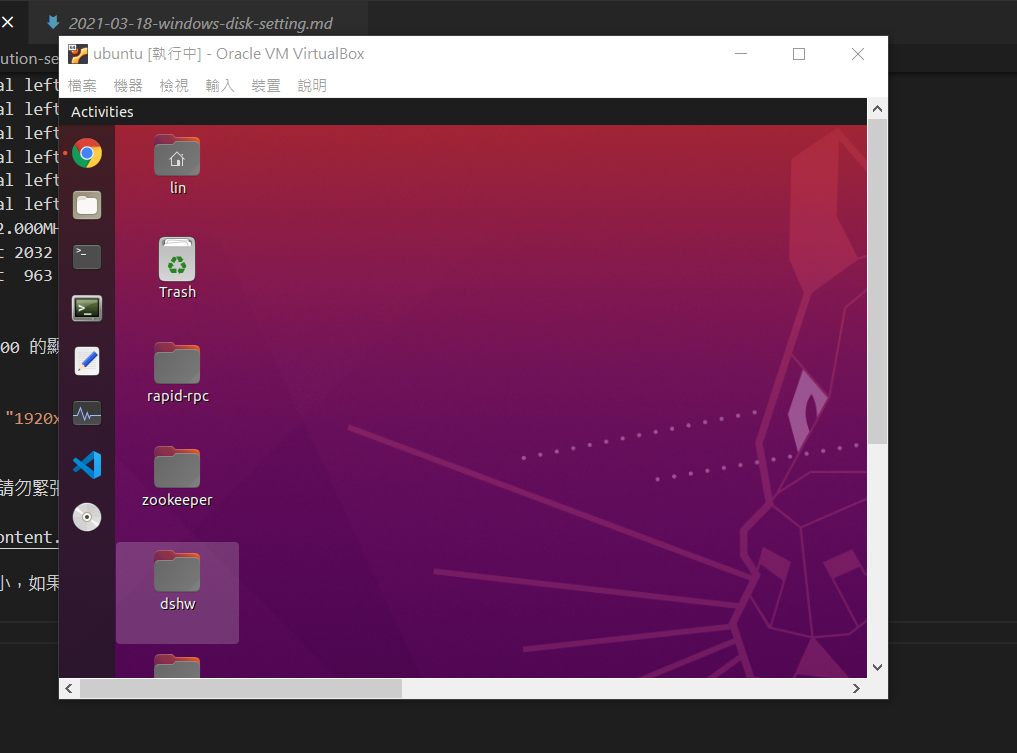 2021-03-18-windows-disk-setting.md
ution-se
ubuntu [執行中] - Oracle VM VirtualBox
檔案 機器 檢視 輸入 裝置 說明
al left
al left
al left
al left
al left
al left
2.000MH
t 2032
t 963
00 的顯
"1920x
請勿緊張
ontent.
小，如果
Activities
lin
Trash
rapid-rpc
zookeeper
dshw